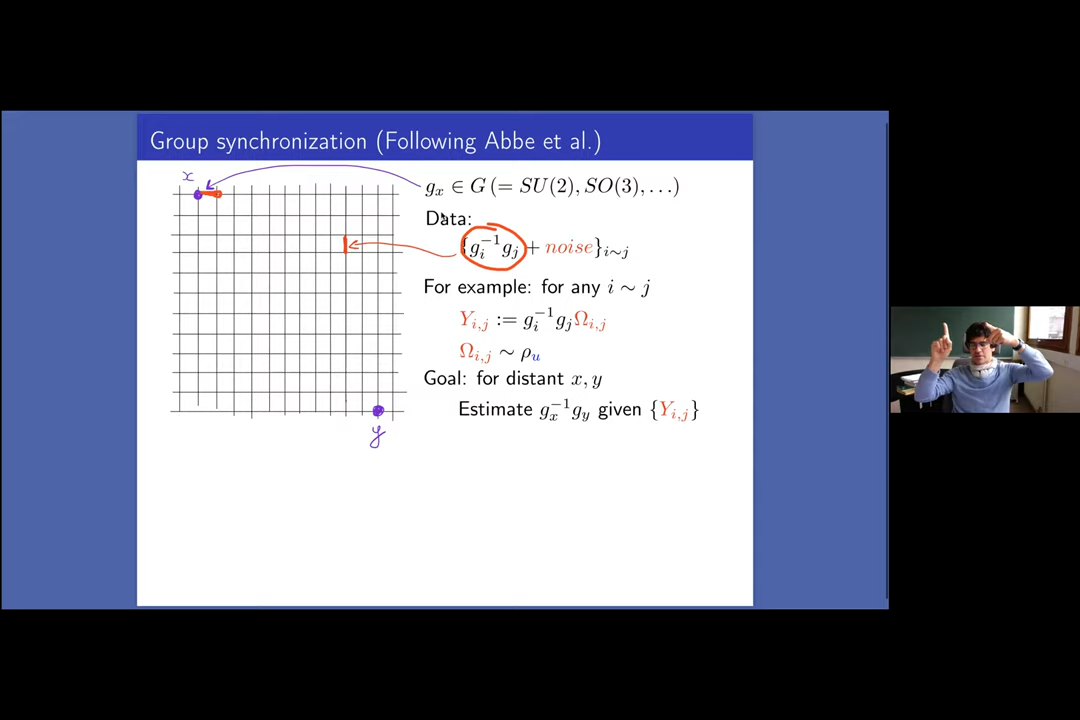 Group synchronization (Following Abbe et al.)
x
g_x ∈ G (= SU(2), SO(3), . . .)
Data:
{g_i^{-1} g_j + noise}_{i∼j}
For example: for any i ∼ j
Y_{i,j} := g_i^{-1} g_j Ω_{i,j}
Ω_{i,j} ∼ ρ_u
Goal: for distant x, y
Estimate g_x^{-1} g_y given {Y_{i,j}}
y